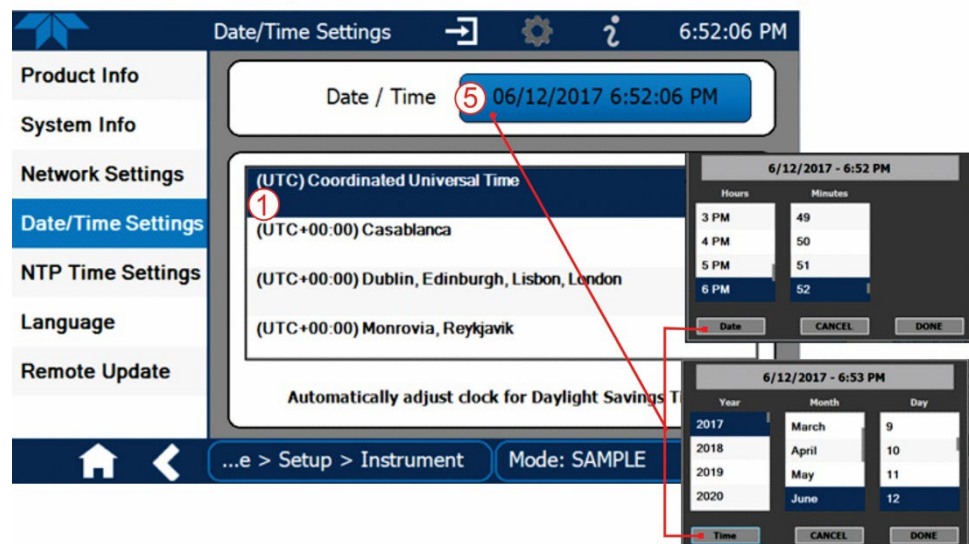 Date/Time Settings 6:52:06 PM
Product Info
System Info
Network Settings
Date/Time Settings
NTP Time Settings
Language
Remote Update
Date / Time 5 06/12/2017 6:52:06 PM
(UTC) Coordinated Universal Time
1
(UTC+00:00) Casablanca
(UTC+00:00) Dublin, Edinburgh, Lisbon, London
(UTC+00:00) Monrovia, Reykjavik
Automatically adjust clock for Daylight Savings Ti
...e > Setup > Instrument Mode: SAMPLE
6/12/2017 - 6:52 PM
Hours Minutes
3 PM 49
4 PM 50
5 PM 51
6 PM 52
Date CANCEL DONE
6/12/2017 - 6:53 PM
Year Month Day
2017 March 9
2018 April 10
2019 May 11
2020 June 12
Time CANCEL DONE